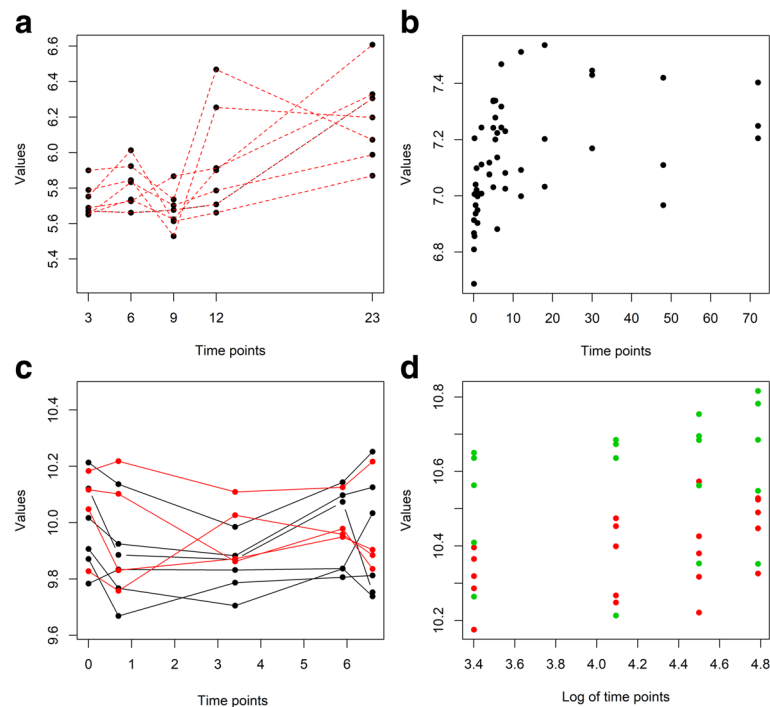 a
Values
6.6
6.4
6.2
6.0
5.8
5.6
5.4
3 6 9 12 23
Time points
b
Values
7.4
7.2
7.0
6.8
0 10 20 30 40 50 60 70
Time points
c
Values
10.4
10.2
10.0
9.8
9.6
0 1 2 3 4 5 6
Time points
d
Values
10.8
10.6
10.4
10.2
3.4 3.6 3.8 4.0 4.2 4.4 4.6 4.8
Log of time points